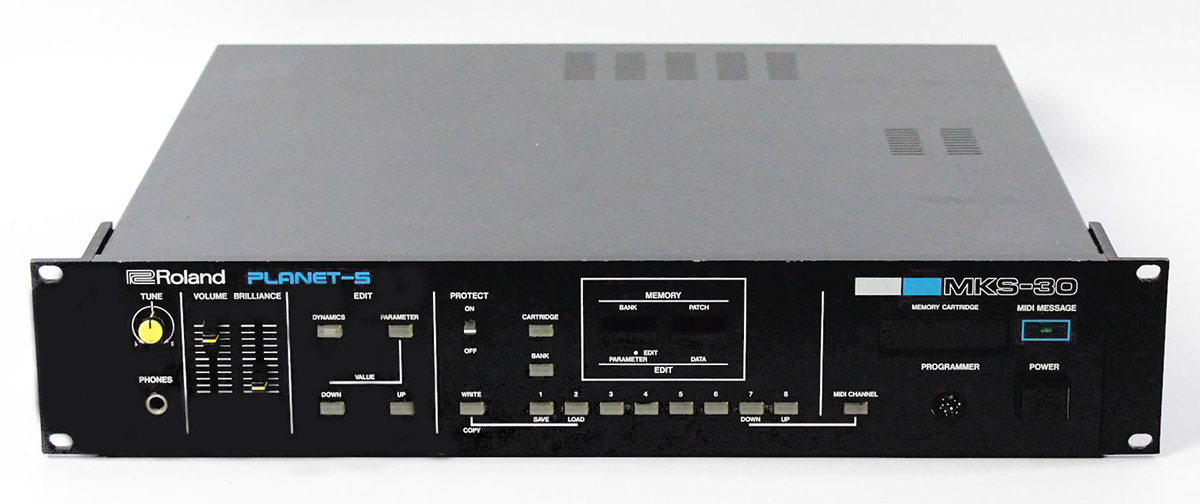 Roland PLANET-S
MKS-30
TUNE
VOLUME BRILLIANCE
EDIT
PROTECT
MEMORY
MEMORY CARTRIDGE
MIDI MESSAGE
ON
BANK PATCH
DYNAMICS PARAMETER
CARTRIDGE
OFF
EDIT
PARAMETER DATA
EDIT
BANK
PHONES
VALUE
PROGRAMMER
POWER
DOWN UP
WRITE
1 2 3 4 5 6 7 8
MIDI CHANNEL
COPY
SAVE LOAD
DOWN UP